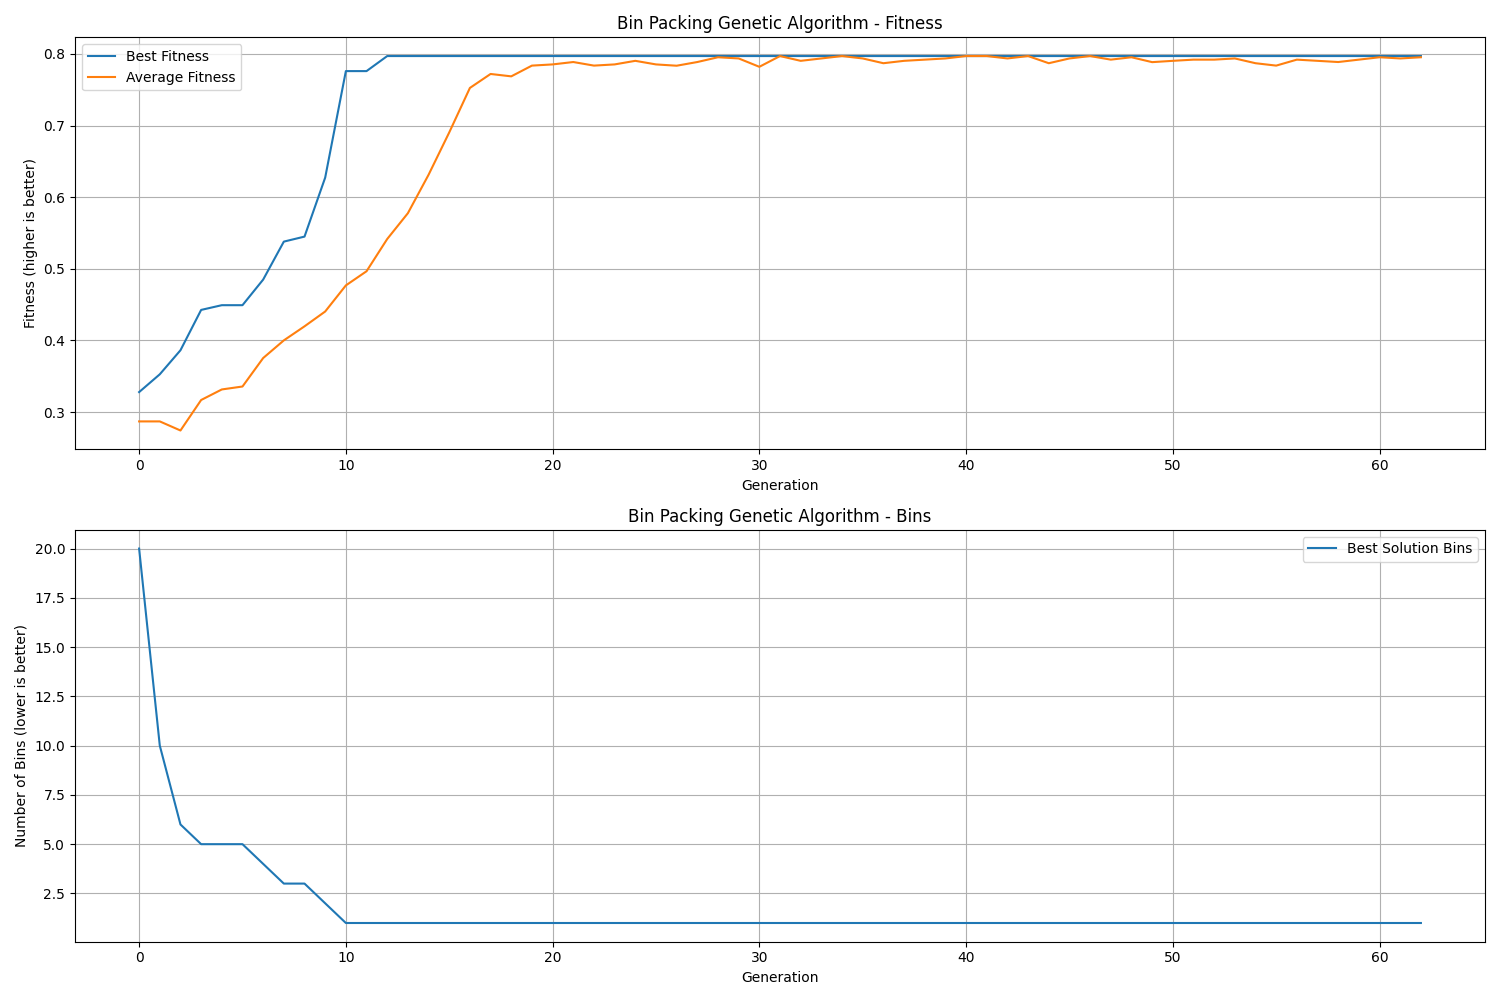 Bin Packing Genetic Algorithm - Fitness
Best Fitness
Average Fitness
Fitness (higher is better)
0.8
0.7
0.6
0.5
0.4
0.3
0 10 20 30 40 50 60
Generation
Bin Packing Genetic Algorithm - Bins
Best Solution Bins
Number of Bins (lower is better)
20.0
17.5
15.0
12.5
10.0
7.5
5.0
2.5
0 10 20 30 40 50 60
Generation